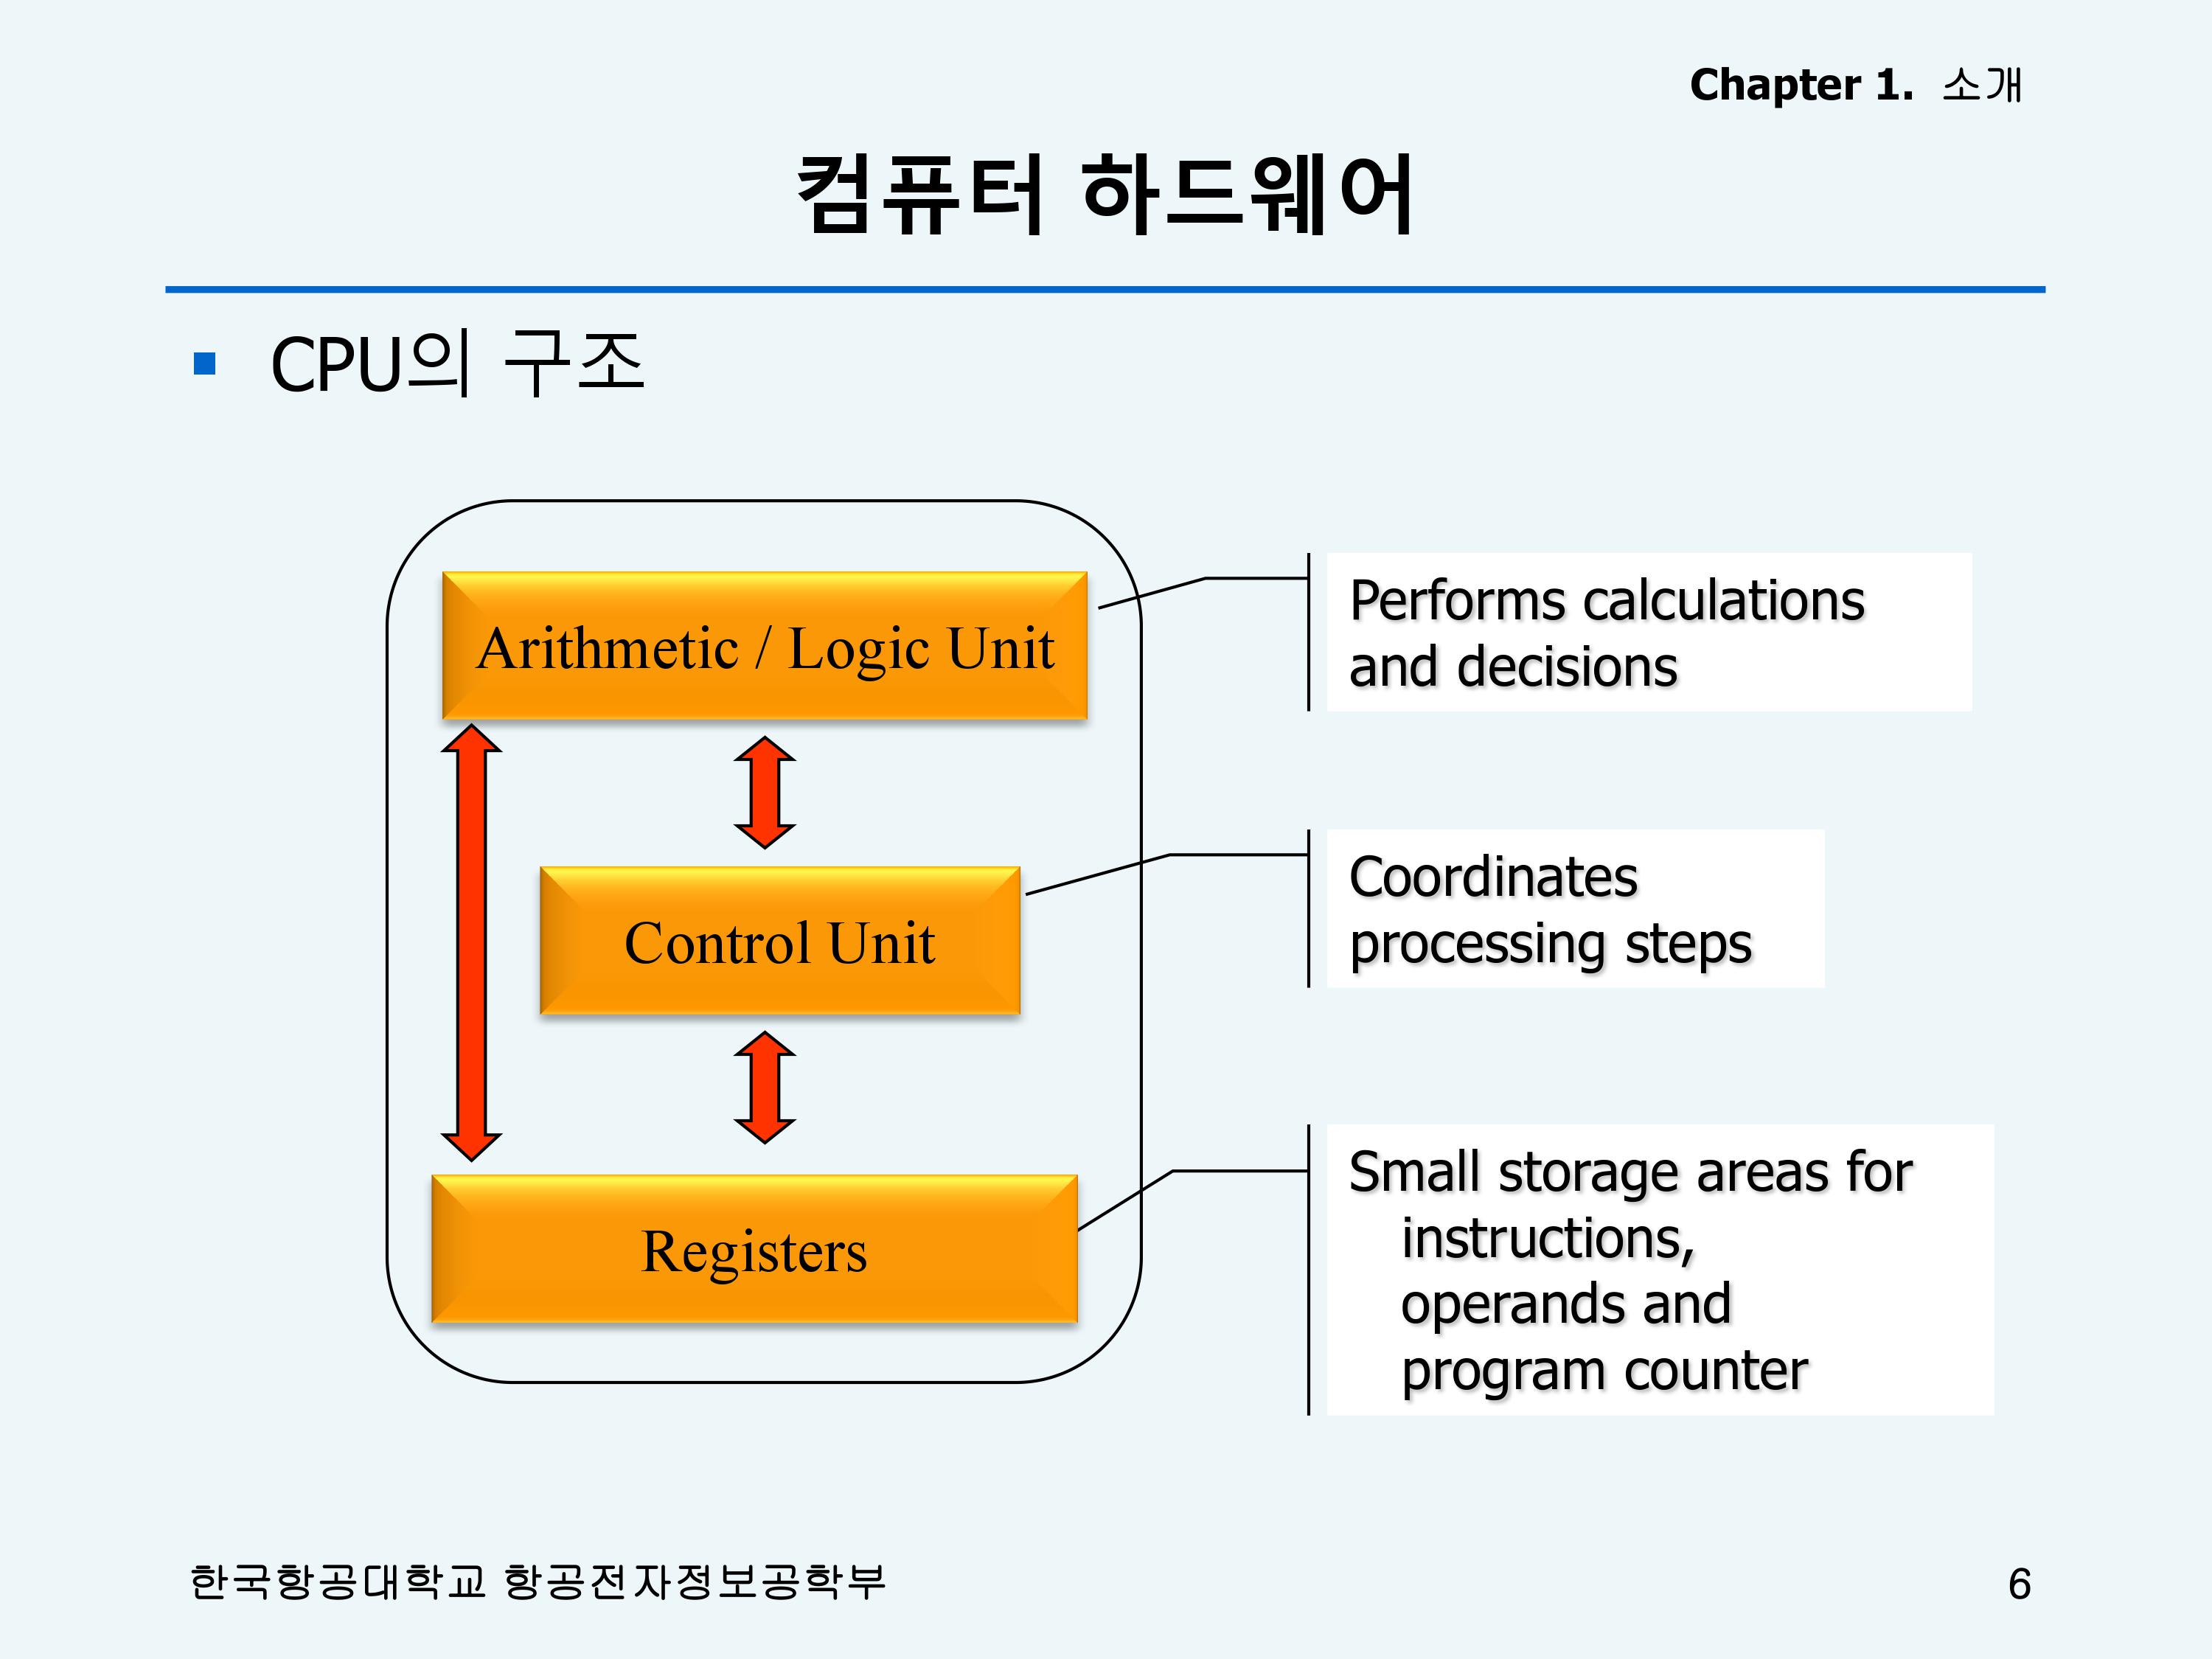 Chapter 1. 소개
컴퓨터 하드웨어
CPU의 구조
Arithmetic / Logic Unit
Performs calculations
and decisions
Control Unit
Coordinates
processing steps
Registers
Small storage areas for
instructions,
operands and
program counter
한국항공대학교 항공전자정보공학부
6